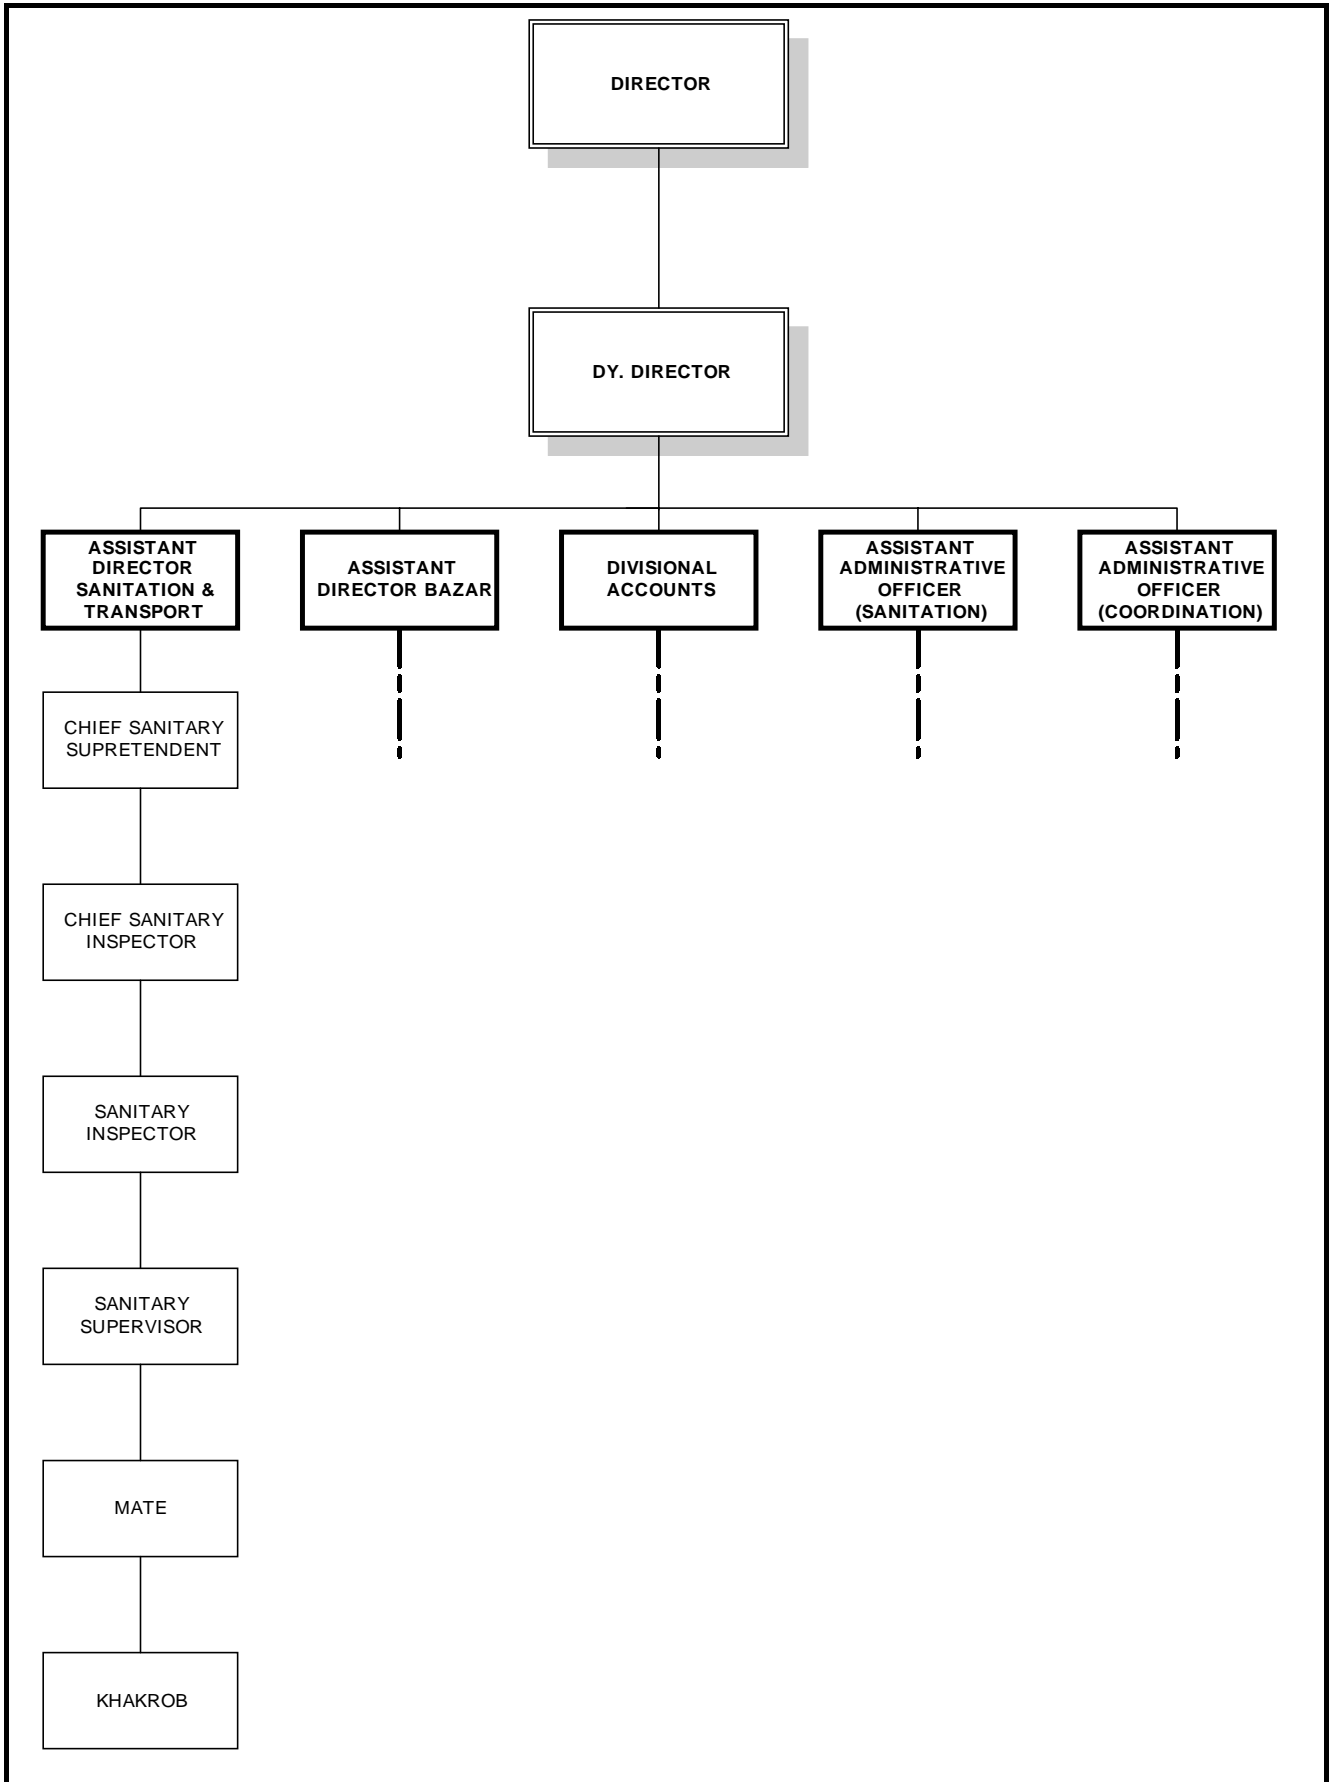 DIRECTOR
DY. DIRECTOR
ASSISTANT
DIRECTOR
SANITATION &
TRANSPORT
ASSISTANT
DIRECTOR BAZAR
DIVISIONAL
ACCOUNTS
ASSISTANT
ADMINISTRATIVE
OFFICER
(SANITATION)
ASSISTANT
ADMINISTRATIVE
OFFICER
(COORDINATION)
CHIEF SANITARY
SUPRETENDENT
CHIEF SANITARY
INSPECTOR
SANITARY
INSPECTOR
SANITARY
SUPERVISOR
MATE
KHAKROB